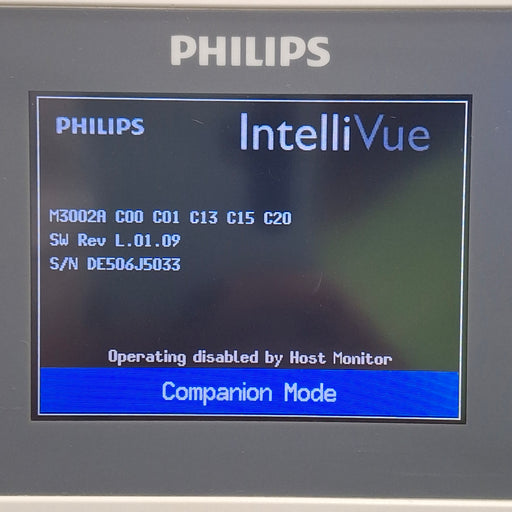 PHILIPS
PHILIPS IntelliVue
M3002A C00 C01 C13 C15 C20
SW Rev L.01.09
S/N DE506J5033
Operating disabled by Host Monitor
Companion Mode